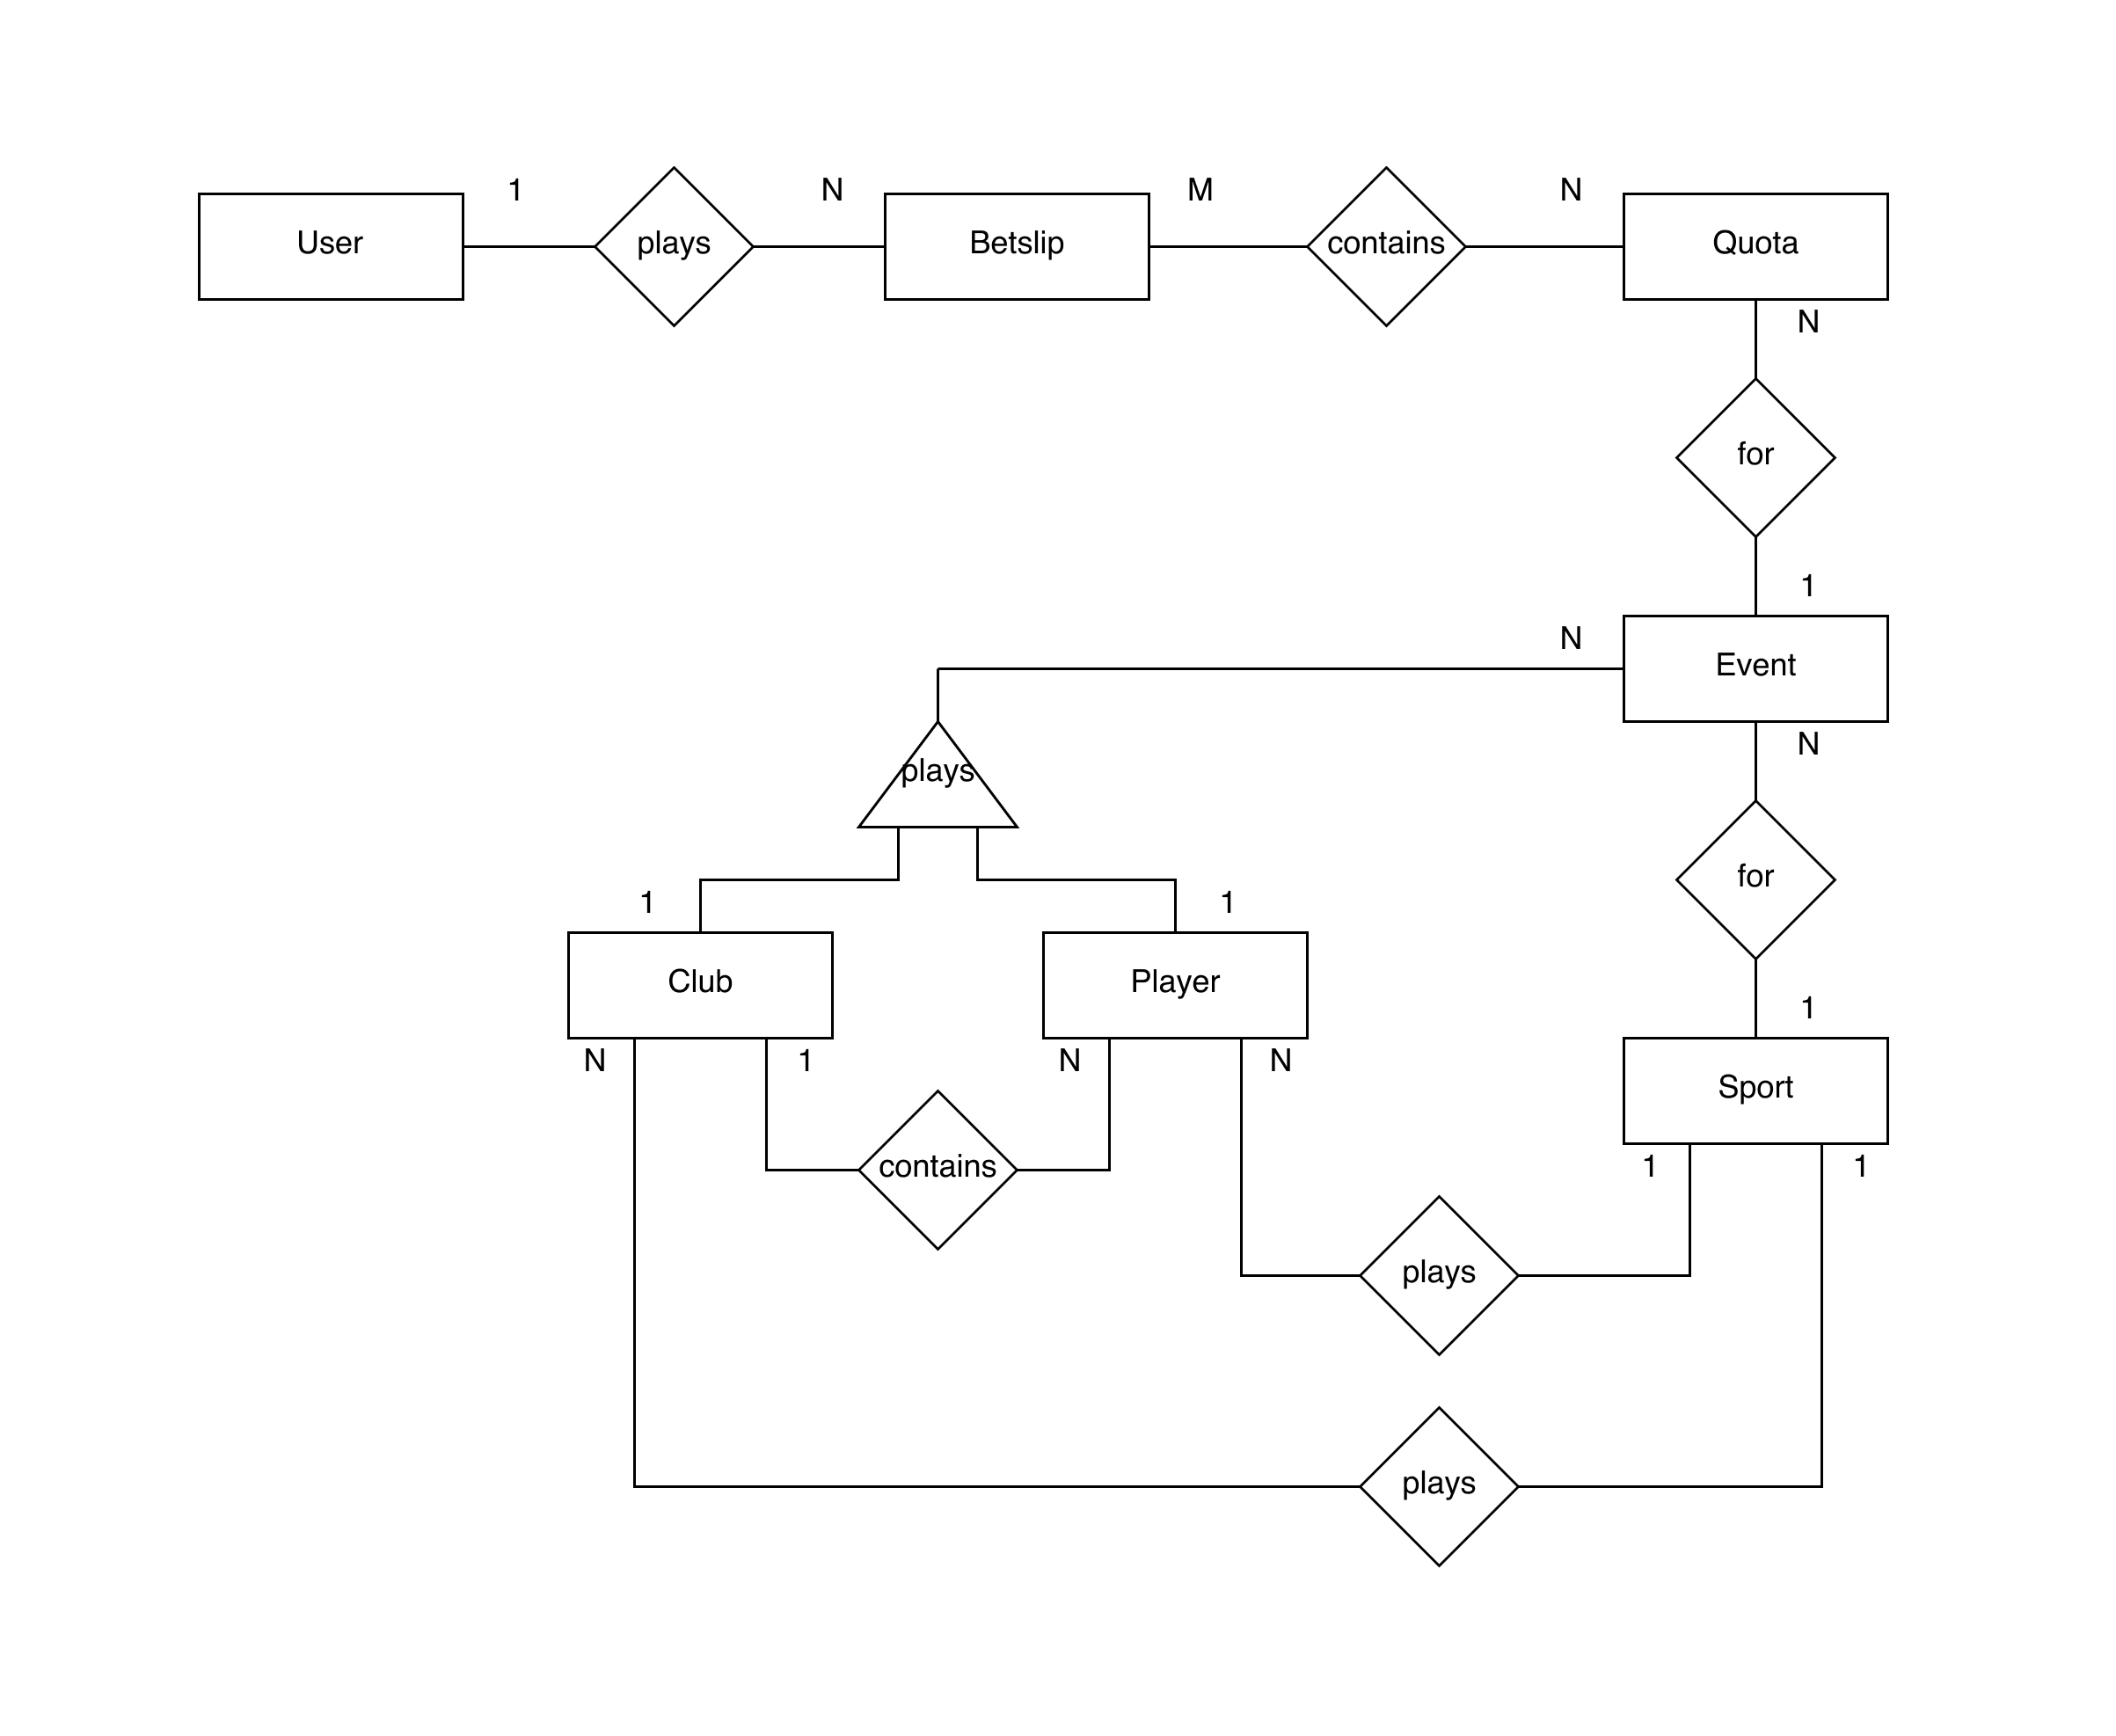 1
N
M
N
User
plays
Betslip
contains
Quota
N
for
1
N
Event
N
plays
for
1
1
Club
Player
1
N
1
N
N
Sport
contains
1
1
plays
plays